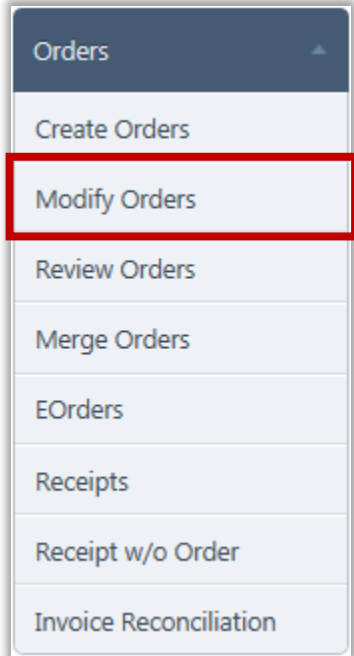 Orders
Create Orders
Modify Orders
Review Orders
Merge Orders
EOrders
Receipts
Receipt w/o Order
Invoice Reconciliation